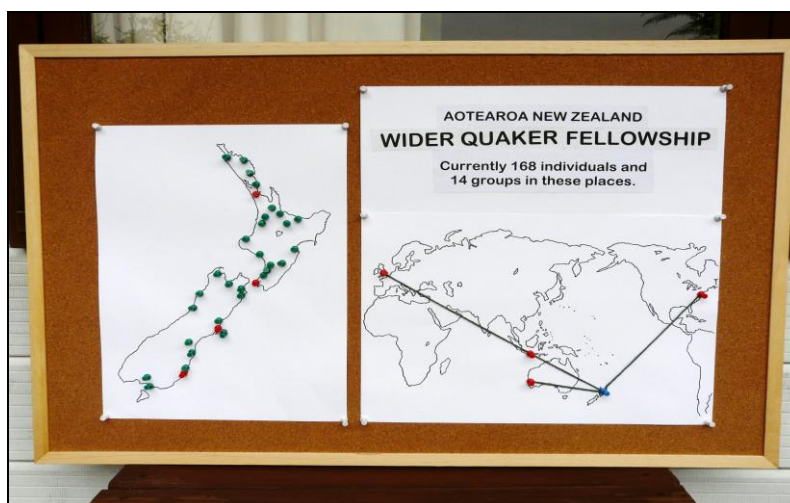 AOTEAROA NEW ZEALAND
WIDER QUAKER FELLOWSHIP
Currently 168 individuals and
14 groups in these places.